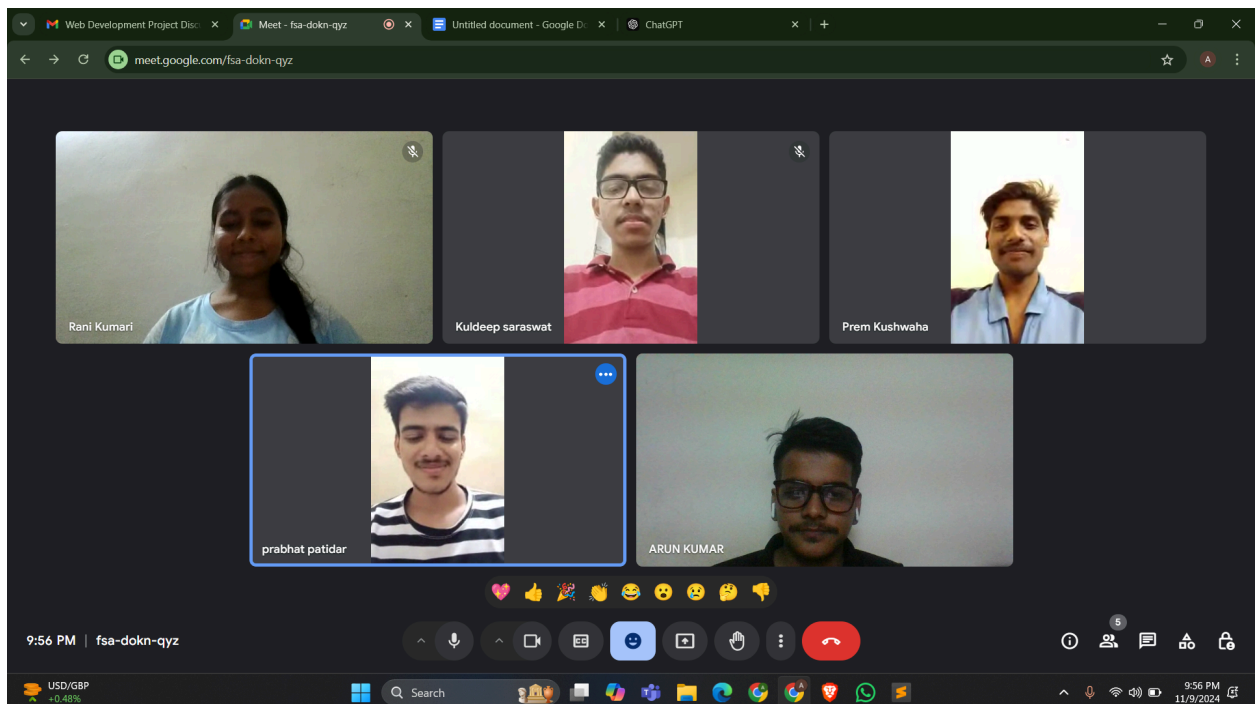 Web Development Project Disc
Meet - fsa-dokn-qyz
Untitled document - Google Do
ChatGPT
meet.google.com/fsa-dokn-qyz
A
Rani Kumari
Kuldeep saraswat
Prem Kushwaha
prabhat patidar
ARUN KUMAR
9:56 PM | fsa-dokn-qyz
CC
5
USD/GBP
+0.48%
Search
9:56 PM
11/9/2024